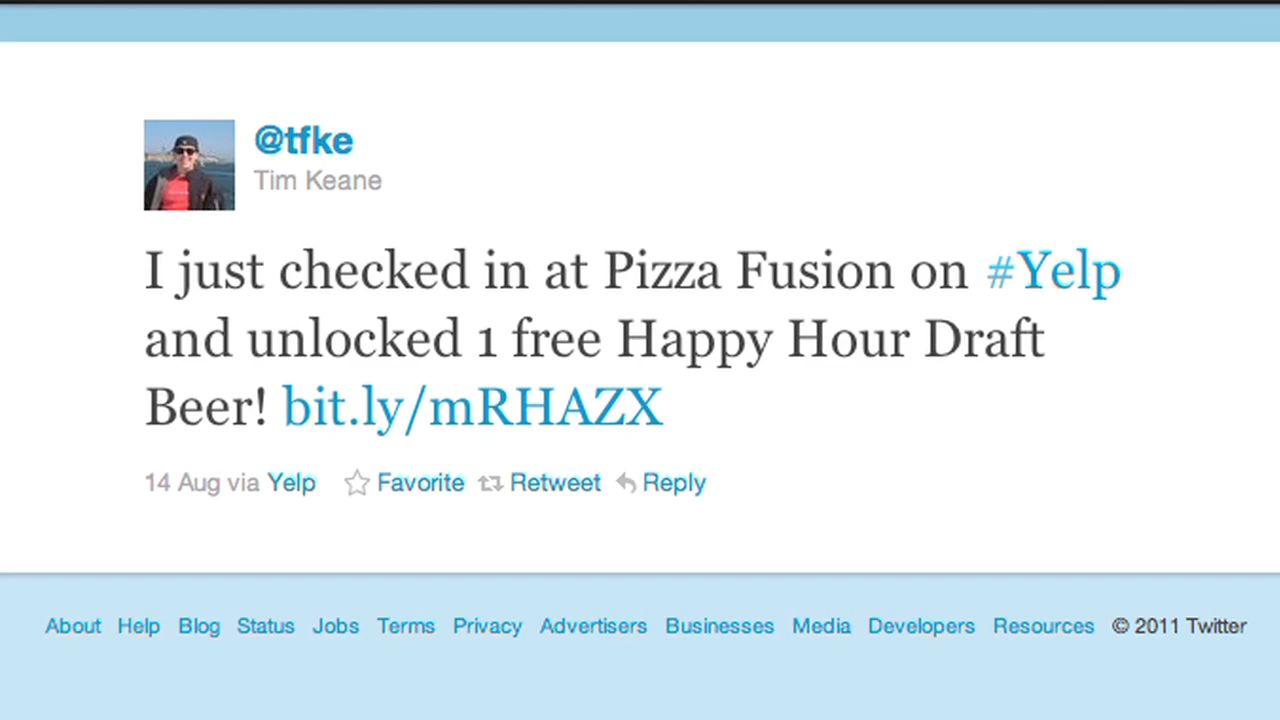 @tfke
Tim Keane
I just checked in at Pizza Fusion on #Yelp
and unlocked 1 free Happy Hour Draft
Beer! bit.ly/mRHAZX
14 Aug via Yelp Favorite Retweet Reply
About Help Blog Status Jobs Terms Privacy Advertisers Businesses Media Developers Resources © 2011 Twitter